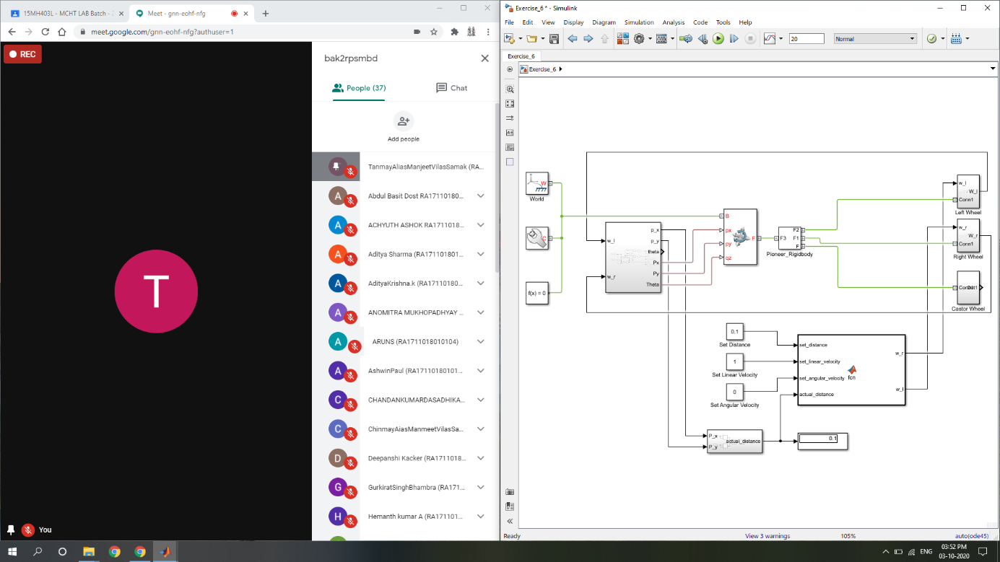 15MH403L - MCHT LAB Batch -
Meet - gnn-eohf-nfg
meet.google.com/gnn-eohf-nfg?authuser=1
REC
bak2rpsmbd
People (37)
Chat
Add people
TanmayAliasManjeetVilasSamak (RA...
A
Abdul Basit Dost RA17110180...
A
ACHYUTH ASHOK RA1711018...
A
Aditya Sharma (RA171101801...
A
AdityaKrishna.k (RA17110180...
A
ANOMITRA MUKHOPADHYAY ...
A
ARUNS (RA1711018010104)
A
AshwinPaul (RA17110180101...
C
CHANDANKUMARDASADHIKA...
C
ChinmayAiasManmeetVilasSa...
D
Deepanshi Kacker (RA1711018...
G
GurkiratSinghBhambra (RA171...
H
Hemanth kumar A (RA171101...
T
You
Exercise_6 * - Simulink
File Edit View Display Diagram Simulation Analysis Code Tools Help
20
Normal
Exercise_6
Exercise_6
W
World
C
f(x) = 0
w_l
w_r
p_x
p_y
theta
Px
Py
Theta
B
px
py
qz
F
F3
F2
F1
F
Pioneer_Rigidbody
w_l
W_l
Conn1
Left Wheel
w_r
W_r
Conn1
Right Wheel
Castor Wheel
0.1
Set Distance
1
Set Linear Velocity
0
Set Angular Velocity
set_distance
set_linear_velocity
set_angular_velocity
actual_distance
fcn
w_r
w_l
P_x
P_y
actual_distance
0.1
Ready
View 3 warnings
105%
auto(ode45)
ENG
03:52 PM
03-10-2020